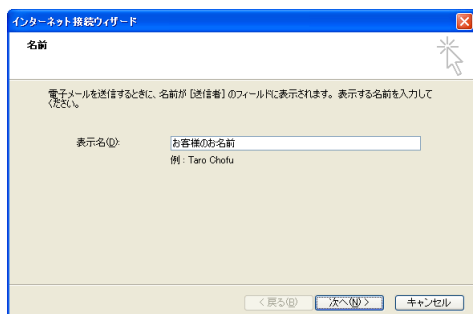 インターネット接続ウィザード
名前
電子メールを送信するときに、名前が [送信者] のフィールドに表示されます。表示する名前を入力して
ください。
表示名(D):
お客様のお名前
例 : Taro Chofu
< 戻る(B)
次へ(N) >
キャンセル